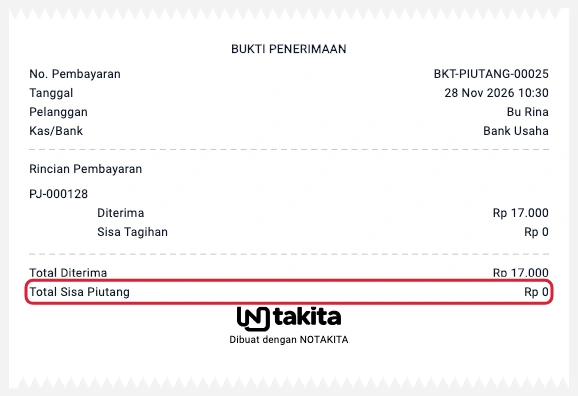 BUKTI PENERIMAAN
No. Pembayaran BKT-PIUTANG-00025
Tanggal 28 Nov 2026 10:30
Pelanggan Bu Rina
Kas/Bank Bank Usaha
Rincian Pembayaran
PJ-000128
Diterima Rp 17.000
Sisa Tagihan Rp 0
Total Diterima Rp 17.000
Total Sisa Piutang Rp 0
takita
Dibuat dengan NOTAKITA